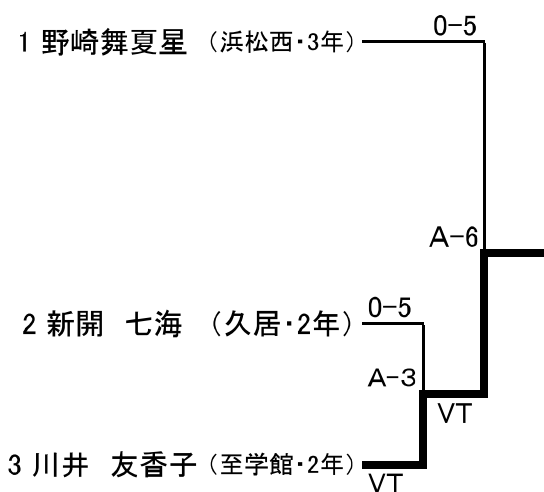 0-5
1 野崎舞夏星 (浜松西・3年)
A-6
0-5
2 新開 七海 (久居・2年)
A-3
VT
3 川井 友香子 (至学館・2年)
VT